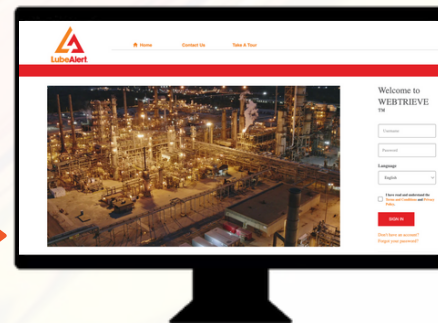 LubeAlert
Home Contact Us Take A Tour
Welcome to
WEBTRIEVE
TM
Username
Password
Language
English
I have read and understand the
Terms and Conditions and Privacy
Policy.
SIGN IN
Don't have an account?
Forgot your password?